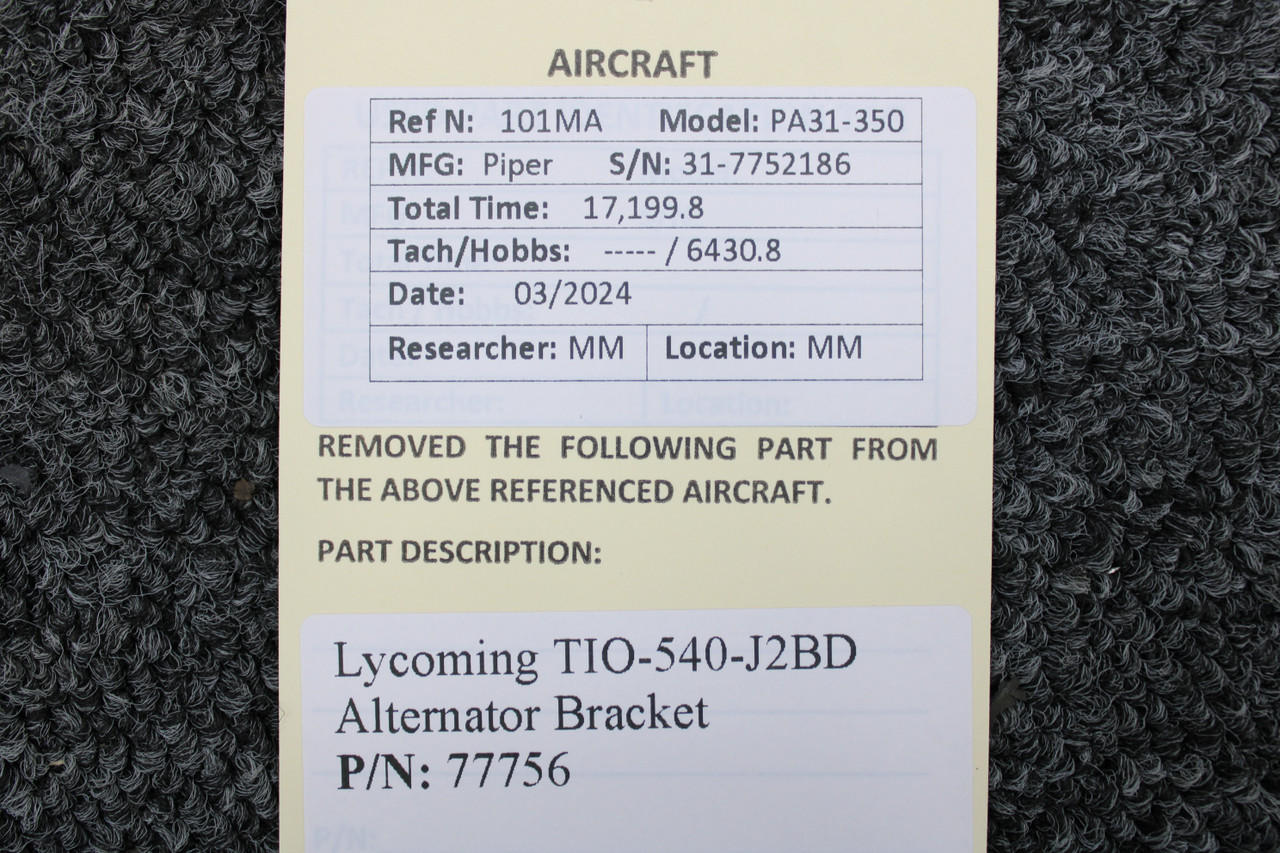 AIRCRAFT
Ref N: 101MA Model: PA31-350
MFG: Piper S/N: 31-7752186
Total Time: 17,199.8
Tach/Hobbs: ----- / 6430.8
Date: 03/2024
Researcher: MM Location: MM
REMOVED THE FOLLOWING PART FROM
THE ABOVE REFERENCED AIRCRAFT.
PART DESCRIPTION:
Lycoming TIO-540-J2BD
Alternator Bracket
P/N: 77756
P/N: